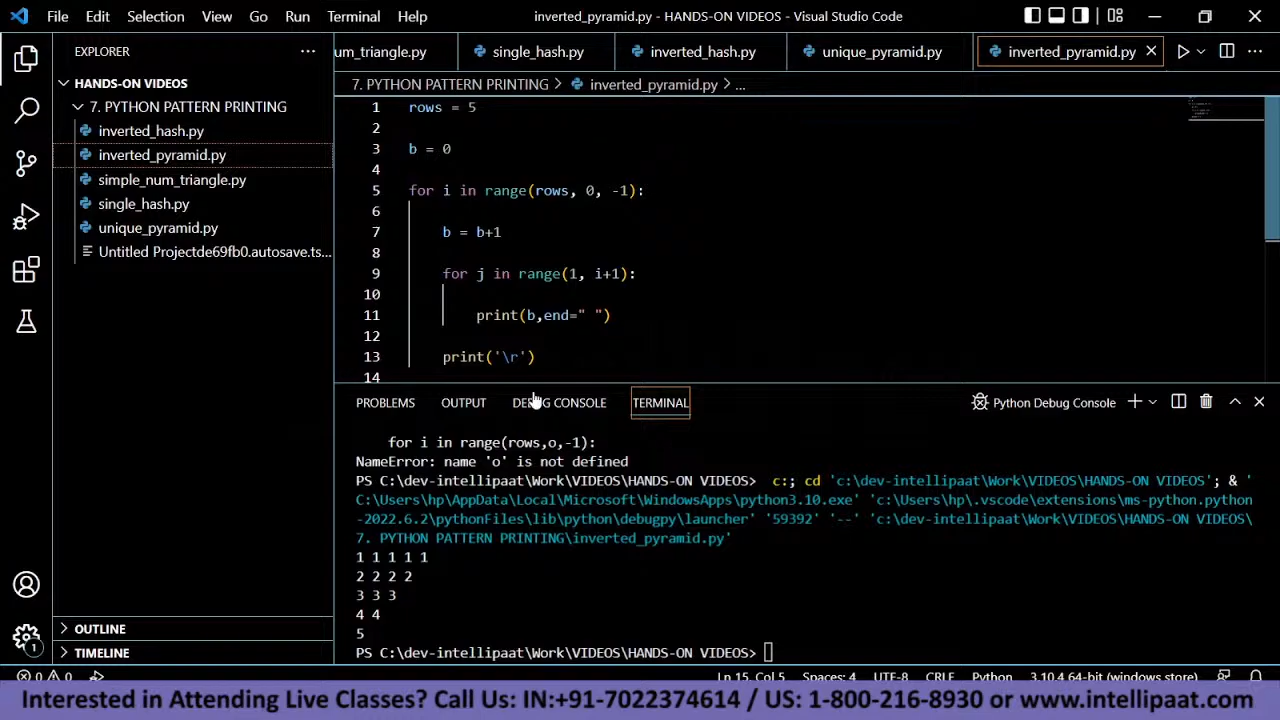 File Edit Selection View Go Run Terminal Help inverted_pyramid.py - HANDS-ON VIDEOS - Visual Studio Code
EXPLORER
um_triangle.py single_hash.py inverted_hash.py unique_pyramid.py inverted_pyramid.py
HANDS-ON VIDEOS
7. PYTHON PATTERN PRINTING
inverted_hash.py
inverted_pyramid.py
simple_num_triangle.py
single_hash.py
unique_pyramid.py
Untitled Projectde69fb0.autosave.ts...
OUTLINE
TIMELINE
7. PYTHON PATTERN PRINTING > inverted_pyramid.py > ...
1 rows = 5
2
3 b = 0
4
5 for i in range(rows, 0, -1):
6
7 b = b+1
8
9 for j in range(1, i+1):
10
11 print(b,end=" ")
12
13 print('\r')
14
PROBLEMS OUTPUT DEBUG CONSOLE TERMINAL Python Debug Console
for i in range(rows,o,-1):
NameError: name 'o' is not defined
PS C:\dev-intellipaat\Work\VIDEOS\HANDS-ON VIDEOS> c:; cd 'c:\dev-intellipaat\Work\VIDEOS\HANDS-ON VIDEOS'; & '
C:\Users\hp\AppData\Local\Microsoft\WindowsApps\python3.10.exe' 'c:\Users\hp\.vscode\extensions\ms-python.python
-2022.6.2\pythonFiles\lib\python\debugpy\launcher' '59392' '--' 'c:\dev-intellipaat\Work\VIDEOS\HANDS-ON VIDEOS\
7. PYTHON PATTERN PRINTING\inverted_pyramid.py'
1 1 1 1 1
2 2 2 2
3 3 3
4 4
5
PS C:\dev-intellipaat\Work\VIDEOS\HANDS-ON VIDEOS>
1
0 0 Ln 15, Col 5 Spaces: 4 UTF-8 CRLF Python 3.10.4 64-bit (windows store)
Interested in Attending Live Classes? Call Us: IN:+91-7022374614 / US: 1-800-216-8930 or www.intellipaat.com